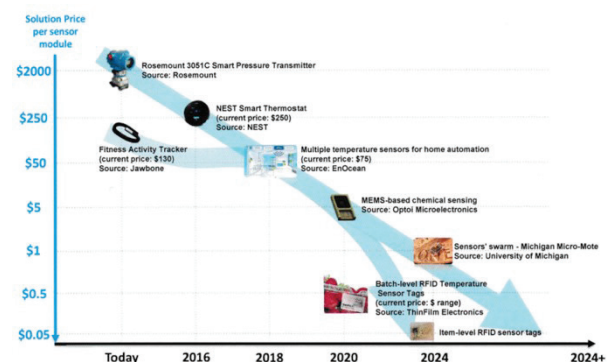 Solution Price
per sensor
module
$2000
$250
$50
$5
$1
$0.5
$0.05
Rosemount 3051C Smart Pressure Transmitter
Source: Rosemount
NEST Smart Thermostat
(current price: $250)
Source: NEST
Fitness Activity Tracker
(current price: $130)
Source: Jawbone
Multiple temperature sensors for home automation
(current price: $75)
Source: EnOcean
MEMS-based chemical sensing
Source: Optoi Microelectronics
Sensors' swarm - Michigan Micro-Mote
Source: University of Michigan
Batch-level RFID Temperature
Sensor Tags
(current price: $ range)
Source: ThinFilm Electronics
Item-level RFID sensor tags
Today
2016
2018
2020
2024
2024+